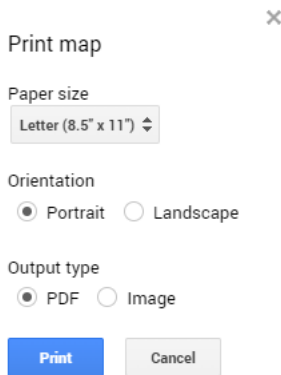 Print map
Paper size
Letter (8.5" x 11")
Orientation
Portrait Landscape
Output type
PDF Image
Print Cancel